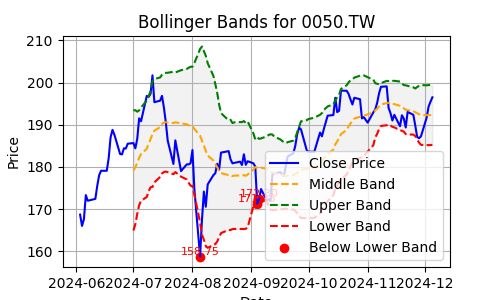 Bollinger Bands for 0050.TW
210
200
190
180
170
160
Price
158.75
Close Price
Middle Band
Upper Band
Lower Band
Below Lower Band
2024-06
2024-07
2024-08
2024-09
2024-10
2024-11
2024-12
Date